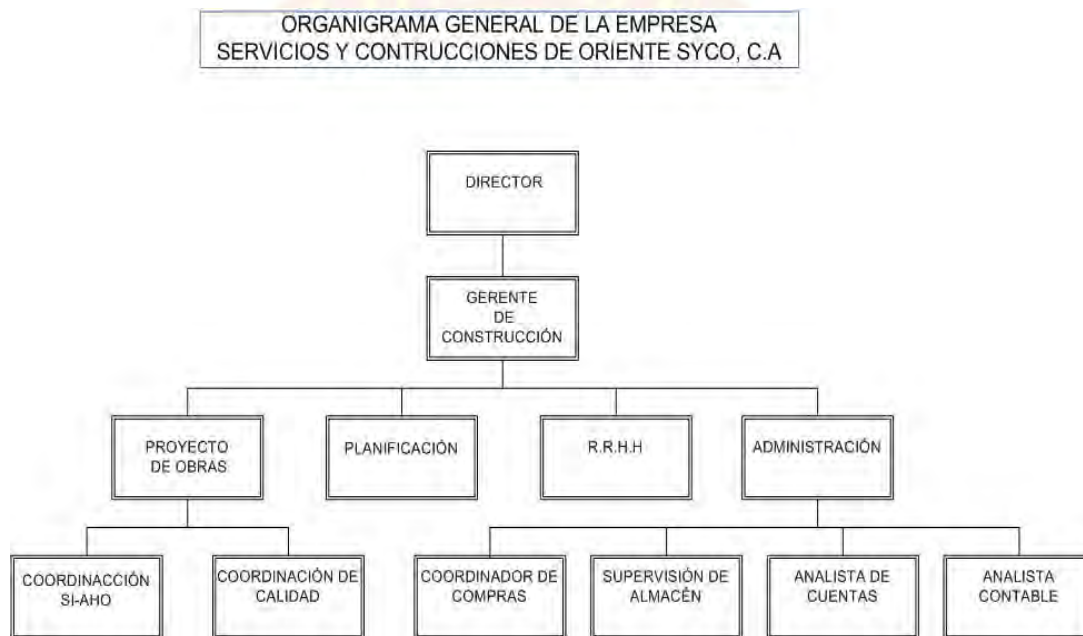 ORGANIGRAMA GENERAL DE LA EMPRESA
SERVICIOS Y CONTRUCCIONES DE ORIENTE SYCO, C.A
DIRECTOR
GERENTE
DE
CONSTRUCCIÓN
PROYECTO
DE OBRAS
PLANIFICACIÓN
R.R.H.H
ADMINISTRACIÓN
COORDINACCIÓN
SI-AHO
COORDINACIÓN DE
CALIDAD
COORDINADOR DE
COMPRAS
SUPERVISIÓN DE
ALMACÉN
ANALISTA DE
CUENTAS
ANALISTA
CONTABLE